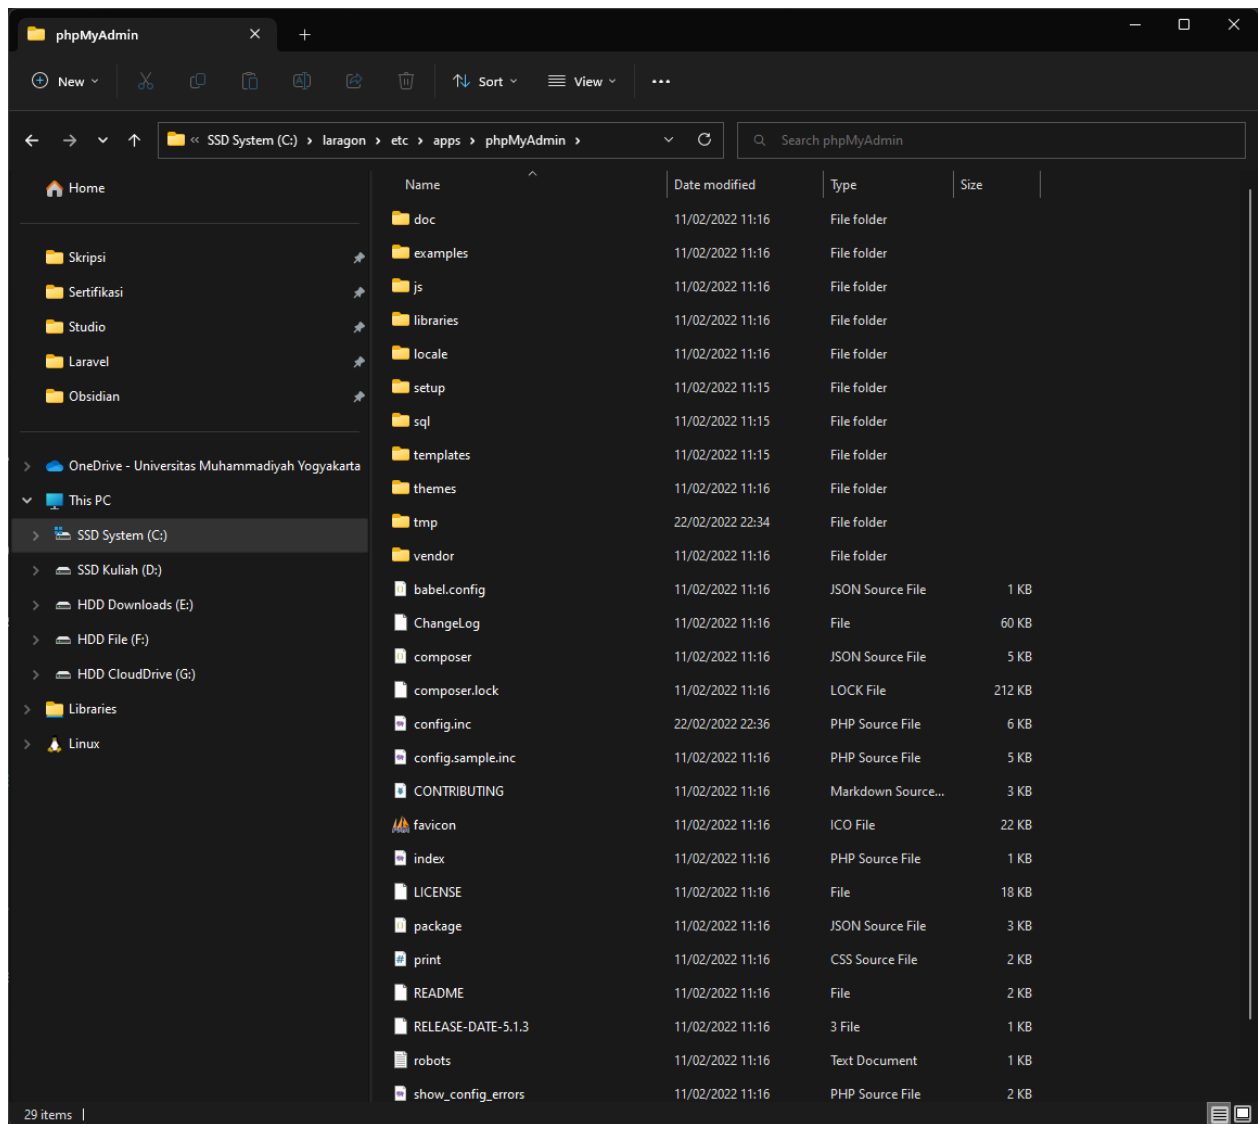 phpMyAdmin
New Sort View
SSD System (C:) laragon etc apps phpMyAdmin Search phpMyAdmin
Home
Skripsi
Sertifikasi
Studio
Laravel
Obsidian
OneDrive - Universitas Muhammadiyah Yogyakarta
This PC
SSD System (C:)
SSD Kuliah (D:)
HDD Downloads (E:)
HDD File (F:)
HDD CloudDrive (G:)
Libraries
Linux
Name Date modified Type Size
doc 11/02/2022 11:16 File folder
examples 11/02/2022 11:16 File folder
js 11/02/2022 11:16 File folder
libraries 11/02/2022 11:16 File folder
locale 11/02/2022 11:16 File folder
setup 11/02/2022 11:15 File folder
sql 11/02/2022 11:15 File folder
templates 11/02/2022 11:15 File folder
themes 11/02/2022 11:16 File folder
tmp 22/02/2022 22:34 File folder
vendor 11/02/2022 11:16 File folder
babel.config 11/02/2022 11:16 JSON Source File 1 KB
ChangeLog 11/02/2022 11:16 File 60 KB
composer 11/02/2022 11:16 JSON Source File 5 KB
composer.lock 11/02/2022 11:16 LOCK File 212 KB
config.inc 22/02/2022 22:36 PHP Source File 6 KB
config.sample.inc 11/02/2022 11:16 PHP Source File 5 KB
CONTRIBUTING 11/02/2022 11:16 Markdown Source... 3 KB
favicon 11/02/2022 11:16 ICO File 22 KB
index 11/02/2022 11:16 PHP Source File 1 KB
LICENSE 11/02/2022 11:16 File 18 KB
package 11/02/2022 11:16 JSON Source File 3 KB
print 11/02/2022 11:16 CSS Source File 2 KB
README 11/02/2022 11:16 File 2 KB
RELEASE-DATE-5.1.3 11/02/2022 11:16 3 File 1 KB
robots 11/02/2022 11:16 Text Document 1 KB
show_config_errors 11/02/2022 11:16 PHP Source File 2 KB
29 items